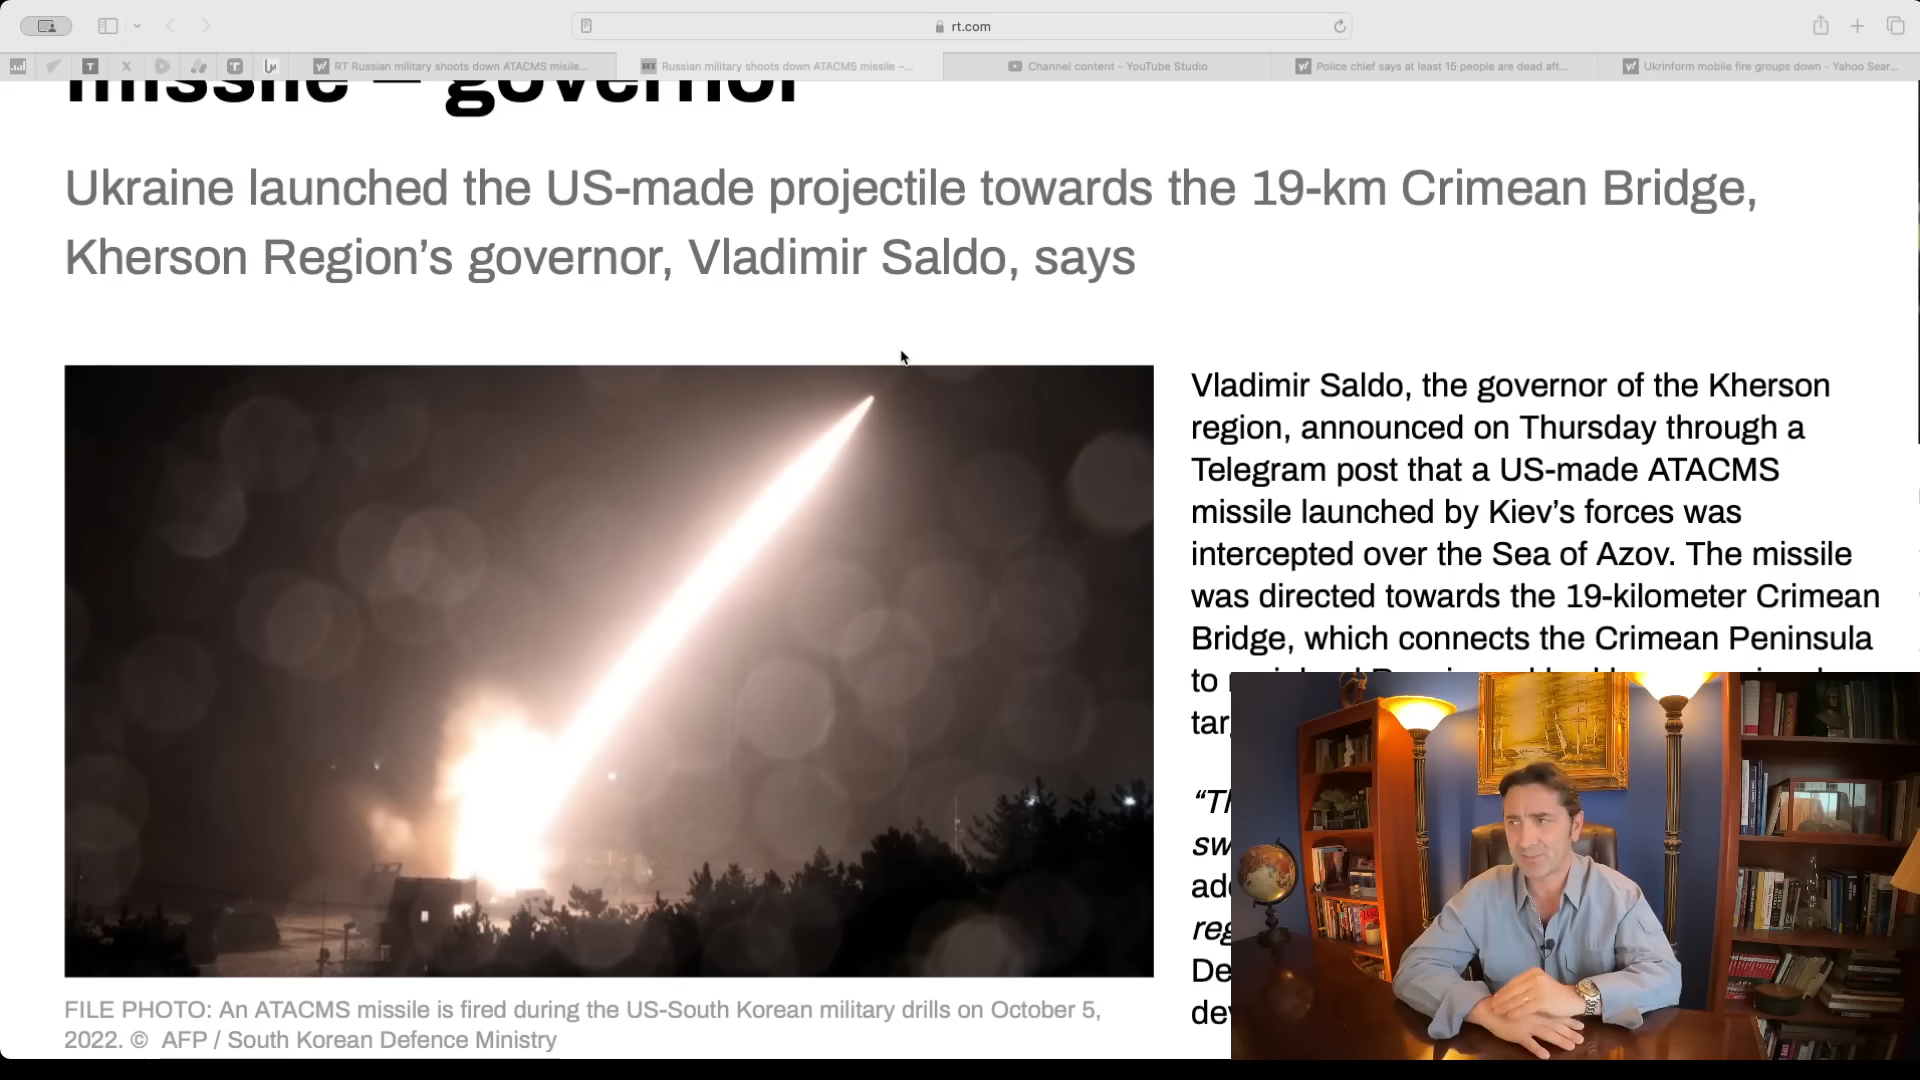 rt.com
RT Russian military shoots down ATACMS misile...
Russian military shoots down ATACMS missile –...
Channel content - YouTube Studio
Police chief says at least 15 people are dead aft...
Ukrinform mobile fire groups down - Yahoo Sear...
missile – governor
Ukraine launched the US-made projectile towards the 19-km Crimean Bridge,
Kherson Region’s governor, Vladimir Saldo, says
Vladimir Saldo, the governor of the Kherson
region, announced on Thursday through a
Telegram post that a US-made ATACMS
missile launched by Kiev’s forces was
intercepted over the Sea of Azov. The missile
was directed towards the 19-kilometer Crimean
Bridge, which connects the Crimean Peninsula
to
FILE PHOTO: An ATACMS missile is fired during the US-South Korean military drills on October 5,
2022. © AFP / South Korean Defence Ministry